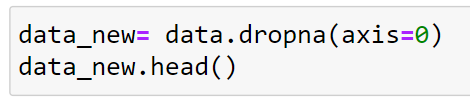 data_new= data.dropna(axis=0)
data_new.head()